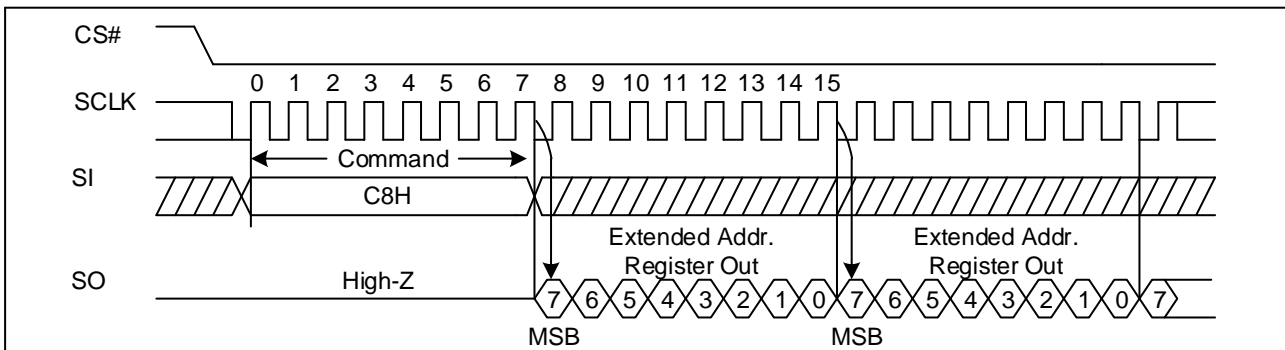 CS#
0 1 2 3 4 5 6 7 8 9 10 11 12 13 14 15
SCLK
Command
SI
C8H
Extended Addr. Extended Addr.
Register Out Register Out
SO
High-Z
7 6 5 4 3 2 1 0 7 6 5 4 3 2 1 0 7
MSB MSB